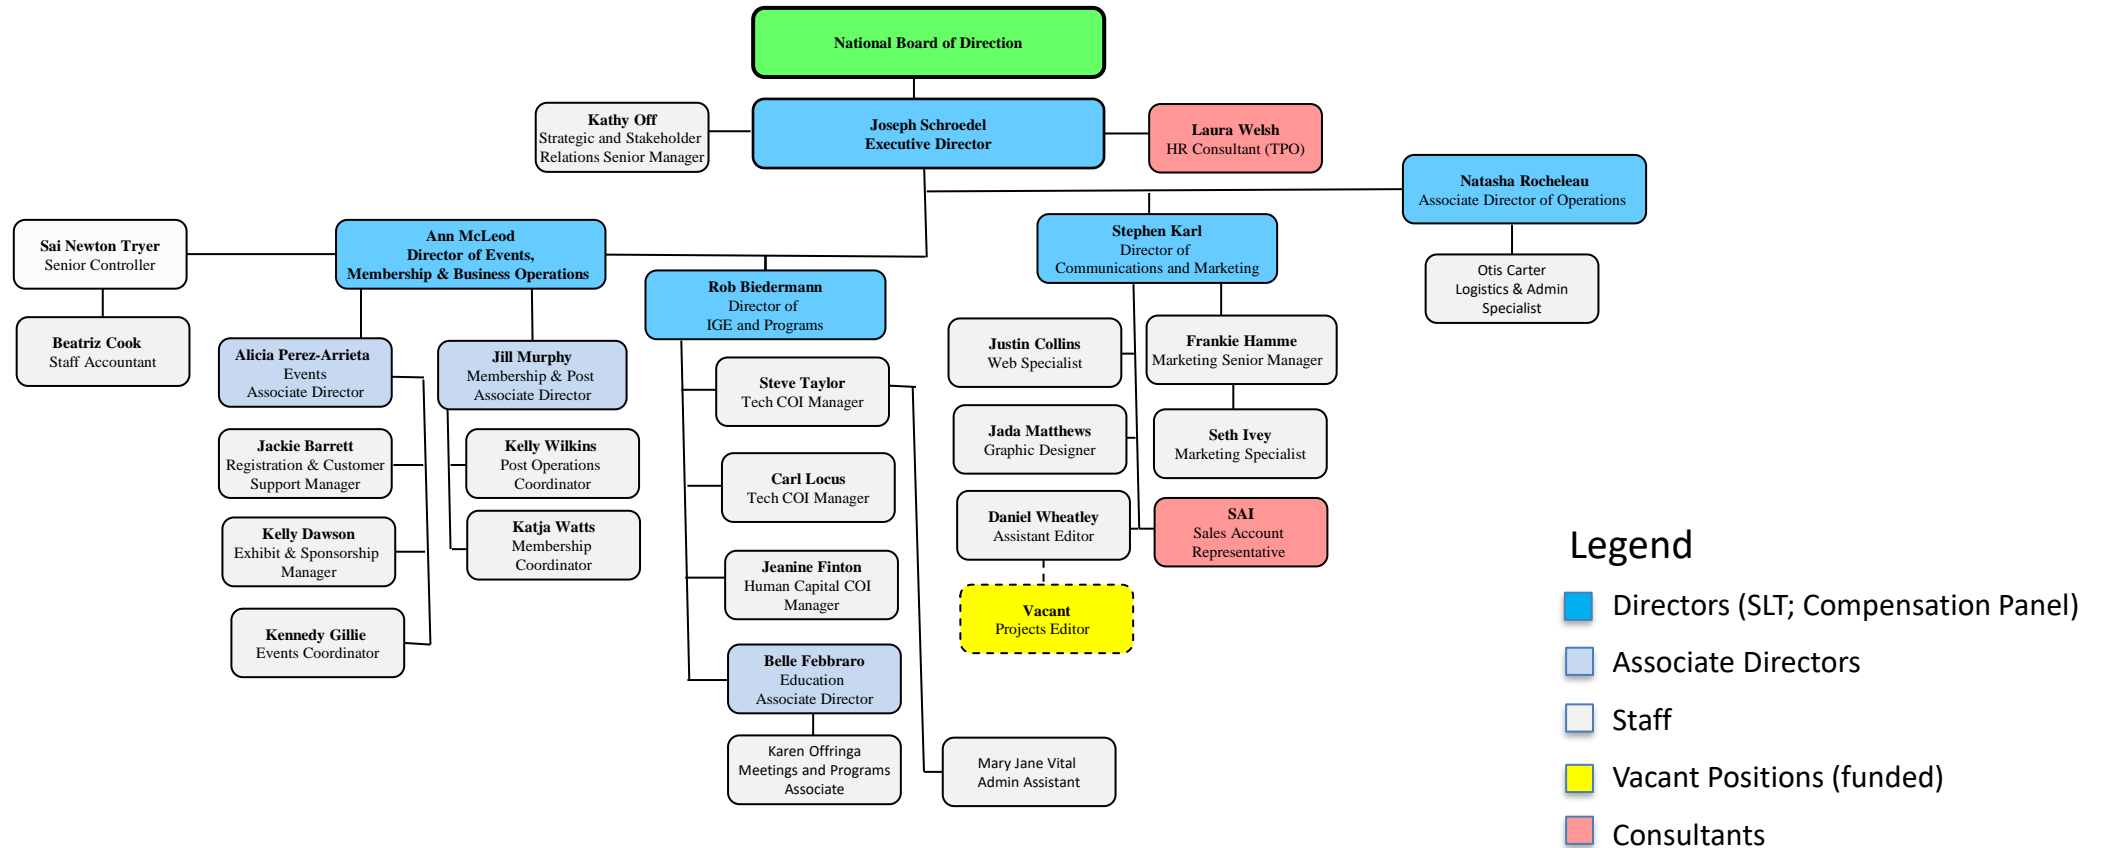 National Board of Direction
Kathy Off
Strategic and Stakeholder
Relations Senior Manager
Joseph Schroedel
Executive Director
Laura Welsh
HR Consultant (TPO)
Natasha Rocheleau
Associate Director of Operations
Sai Newton Tryer
Senior Controller
Ann McLeod
Director of Events,
Membership & Business Operations
Stephen Karl
Director of
Communications and Marketing
Otis Carter
Logistics & Admin
Specialist
Rob Biedermann
Director of
IGE and Programs
Beatriz Cook
Staff Accountant
Alicia Perez-Arrieta
Events
Associate Director
Jill Murphy
Membership & Post
Associate Director
Justin Collins
Web Specialist
Frankie Hamme
Marketing Senior Manager
Steve Taylor
Tech COI Manager
Jackie Barrett
Registration & Customer
Support Manager
Kelly Wilkins
Post Operations
Coordinator
Jada Matthews
Graphic Designer
Seth Ivey
Marketing Specialist
Carl Locus
Tech COI Manager
Kelly Dawson
Exhibit & Sponsorship
Manager
Katja Watts
Membership
Coordinator
Daniel Wheatley
Assistant Editor
SAI
Sales Account
Representative
Jeanine Finton
Human Capital COI
Manager
Vacant
Projects Editor
Kennedy Gillie
Events Coordinator
Belle Febbraro
Education
Associate Director
Karen Offringa
Meetings and Programs
Associate
Mary Jane Vital
Admin Assistant
Legend
Directors (SLT; Compensation Panel)
Associate Directors
Staff
Vacant Positions (funded)
Consultants